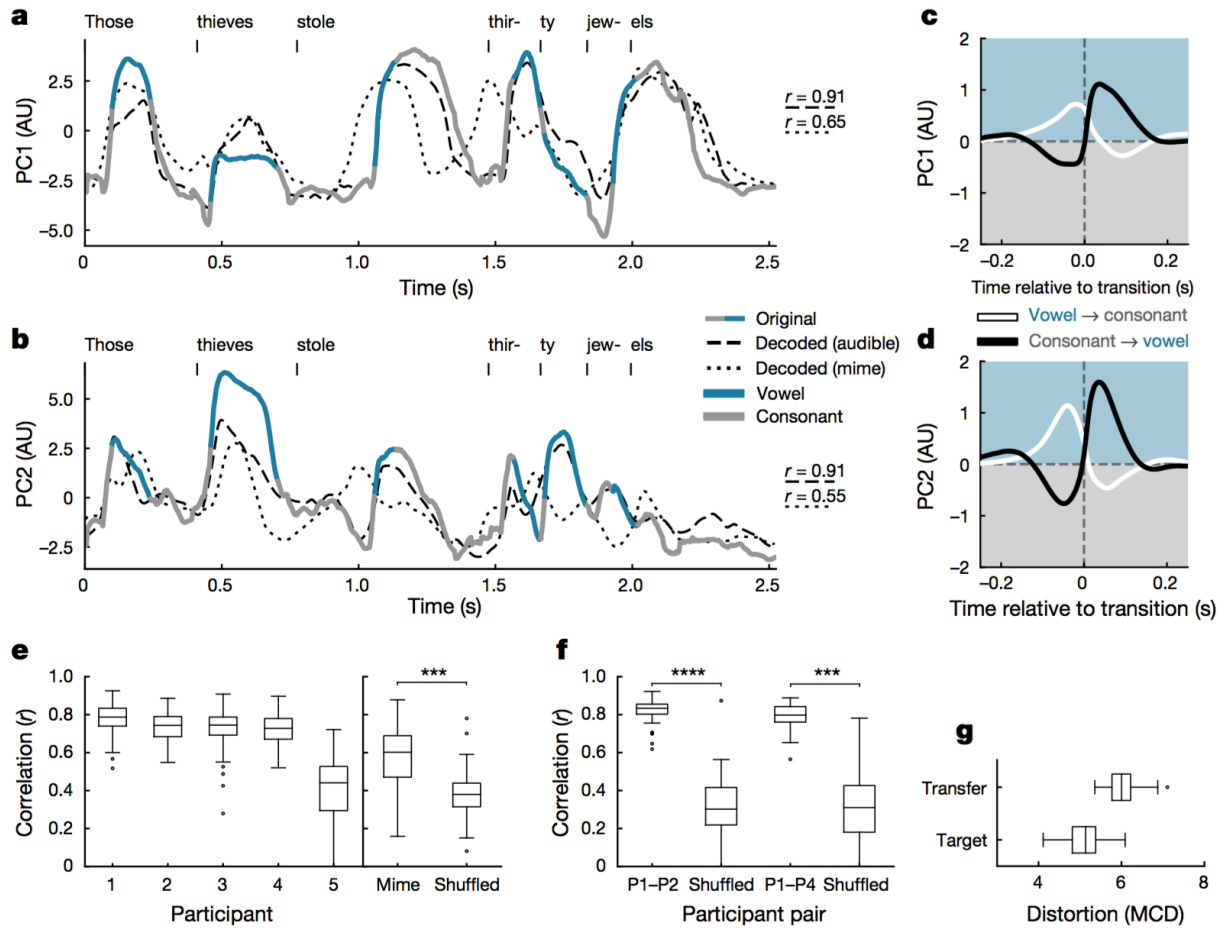 a
Those thieves stole thir- ty jew- els
2.5
0
−2.5
−5.0
PC1 (AU)
0 0.5 1.0 1.5 2.0 2.5
Time (s)
r = 0.91
r = 0.65
c
2
1
0
−1
−2
PC1 (AU)
−0.2 0.0 0.2
Time relative to transition (s)
Vowel → consonant
Consonant → vowel
b
Those thieves stole thir- ty jew- els
Original
Decoded (audible)
Decoded (mime)
Vowel
Consonant
5.0
2.5
0
−2.5
PC2 (AU)
0 0.5 1.0 1.5 2.0 2.5
Time (s)
r = 0.91
r = 0.55
d
2
1
0
−1
−2
PC2 (AU)
−0.2 0 0.2
Time relative to transition (s)
e
1.0
0.8
0.6
0.4
0.2
0
Correlation (r)
***
1 2 3 4 5 Mime Shuffled
Participant
f
1.0
0.8
0.6
0.4
0.2
0
Correlation (r)
**** ***
P1–P2 Shuffled P1–P4 Shuffled
Participant pair
g
Transfer
Target
4 6 8
Distortion (MCD)